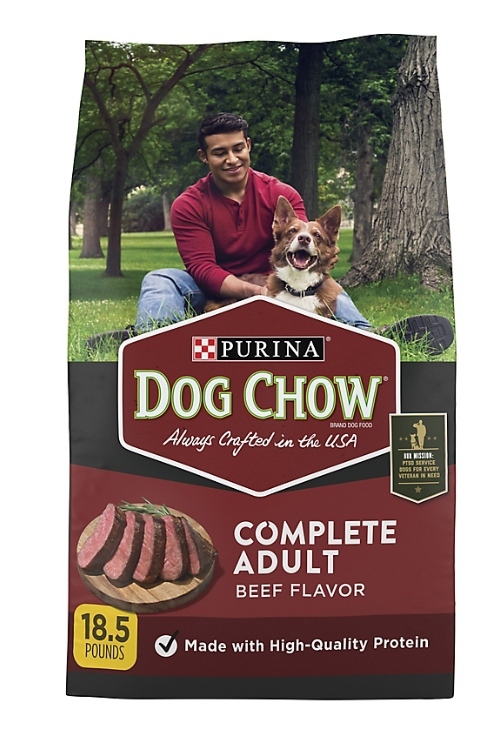 PURINA®
DOG CHOW®
BRAND DOG FOOD
Always Crafted in the USA
OUR MISSION:
PTSD SERVICE
DOGS FOR EVERY
VETERAN IN NEED
COMPLETE
ADULT
BEEF FLAVOR
18.5
POUNDS
Made with High-Quality Protein